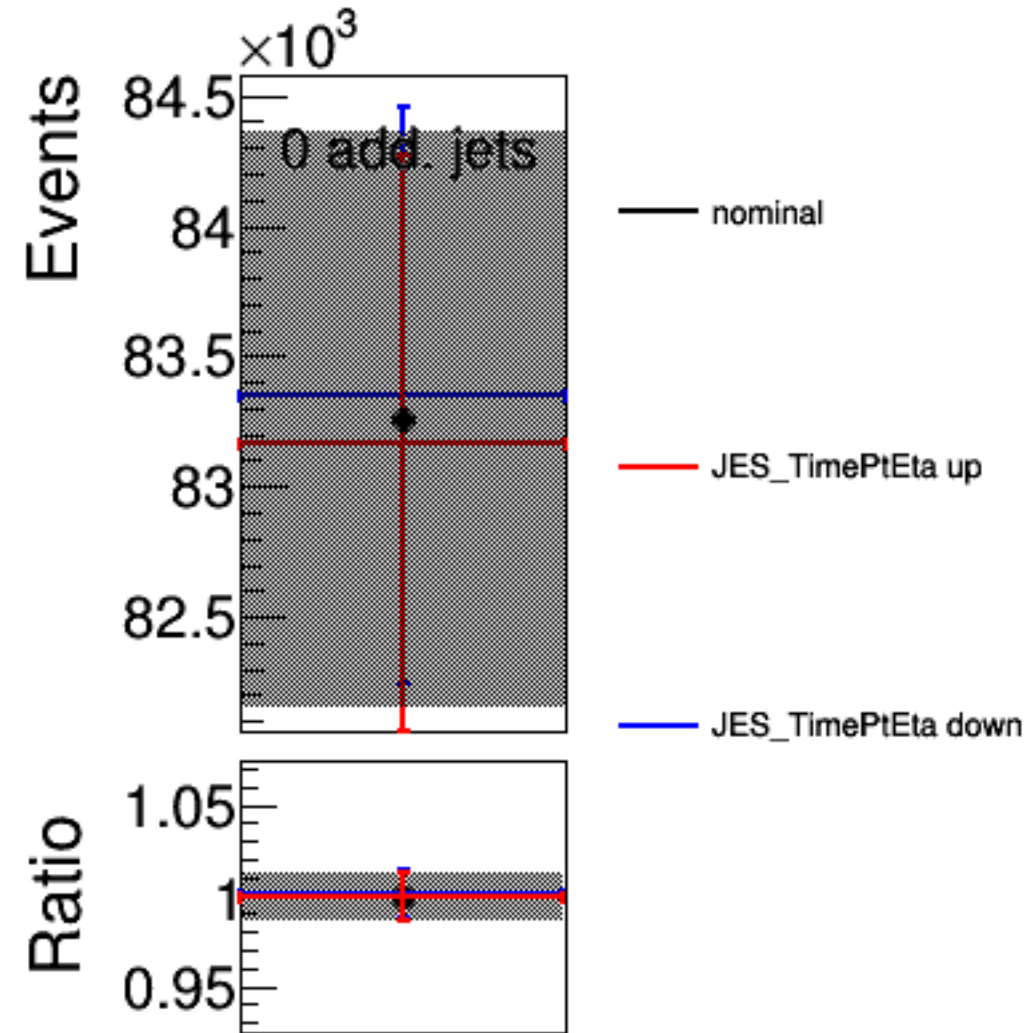 ×10³
Events
84.5
0 add. jets
84
nominal
83.5
83
JES_TimePtEta up
82.5
JES_TimePtEta down
Ratio
1.05
1
0.95